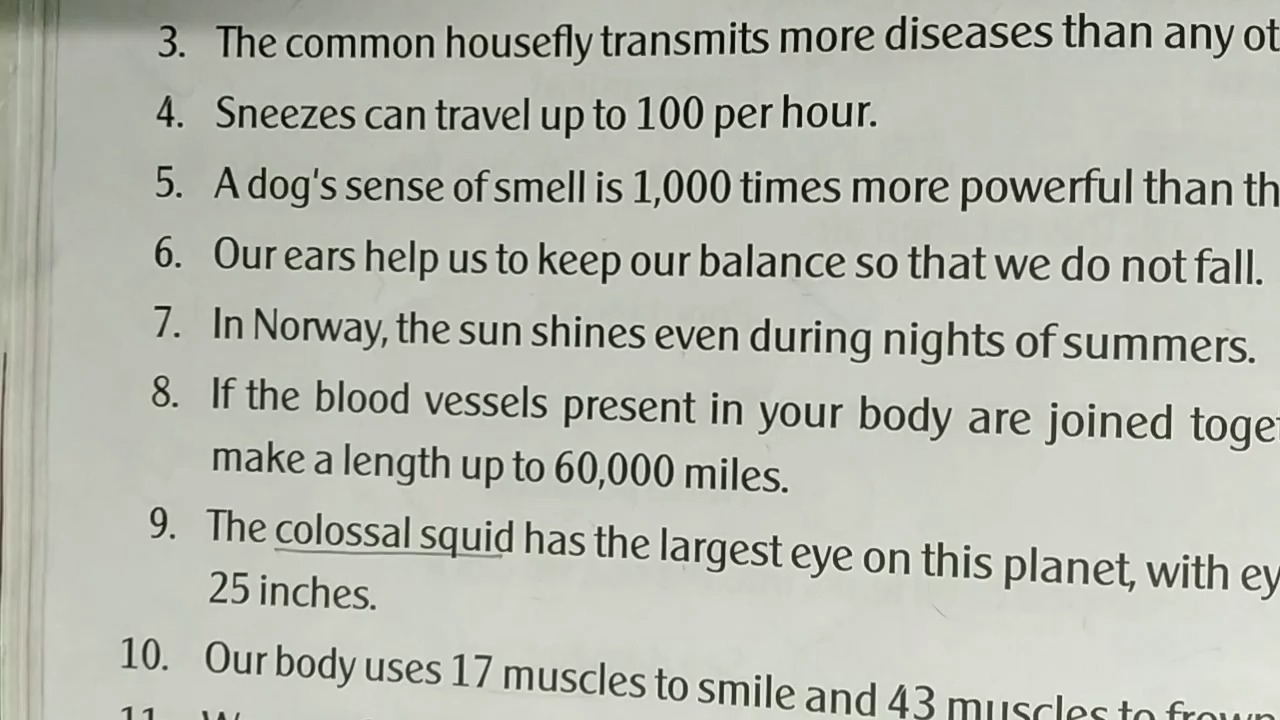 3. The common housefly transmits more diseases than any ot
4. Sneezes can travel up to 100 per hour.
5. A dog's sense of smell is 1,000 times more powerful than th
6. Our ears help us to keep our balance so that we do not fall.
7. In Norway, the sun shines even during nights of summers.
8. If the blood vessels present in your body are joined toge
make a length up to 60,000 miles.
9. The colossal squid has the largest eye on this planet, with ey
25 inches.
10. Our body uses 17 muscles to smile and 43 muscles to frown
11.